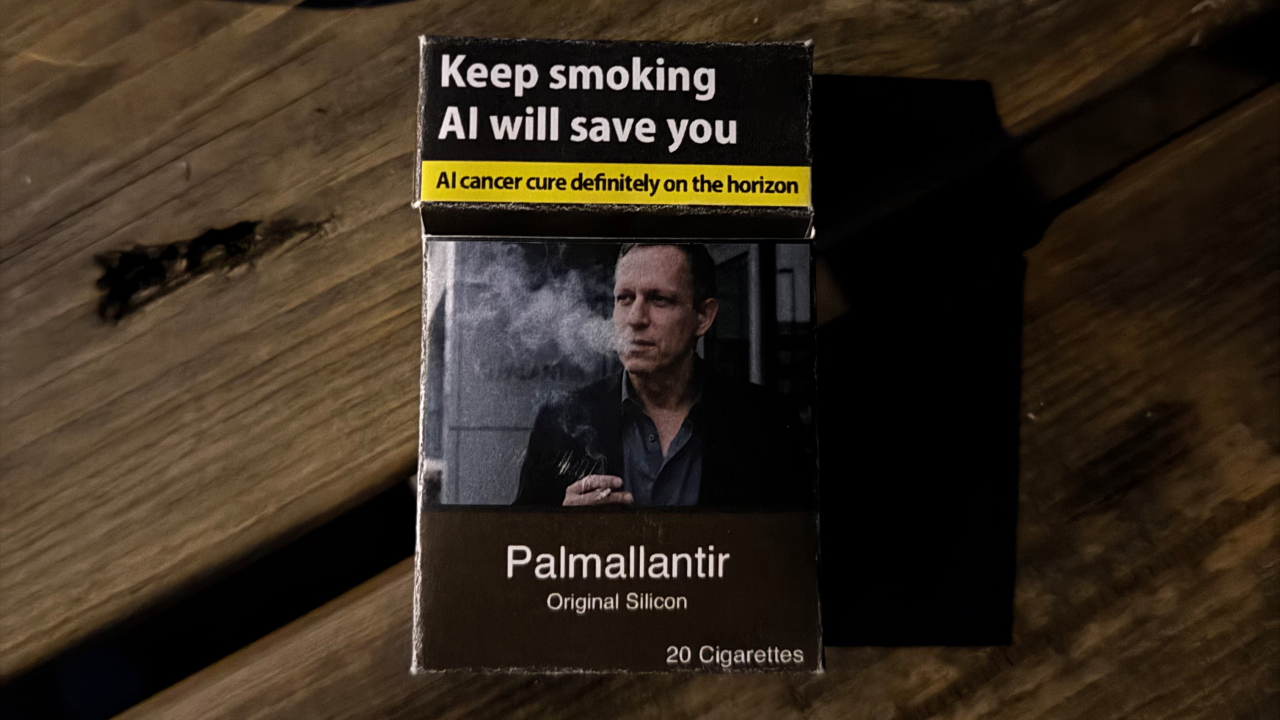 Keep smoking
AI will save you
AI cancer cure definitely on the horizon
Palmallantir
Original Silicon
20 Cigarettes